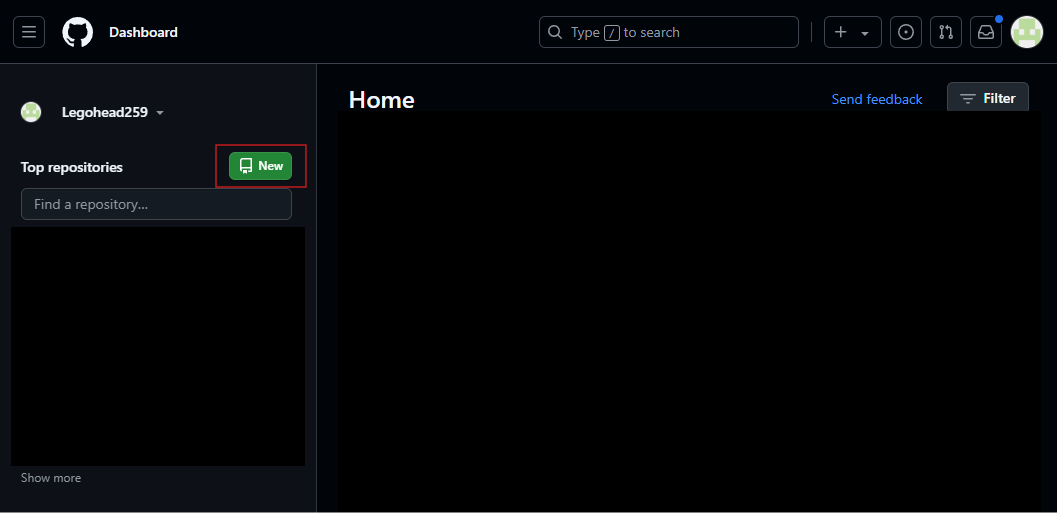 Dashboard
Type / to search
Legohead259
Home
Send feedback
Filter
Top repositories
New
Find a repository...
Show more